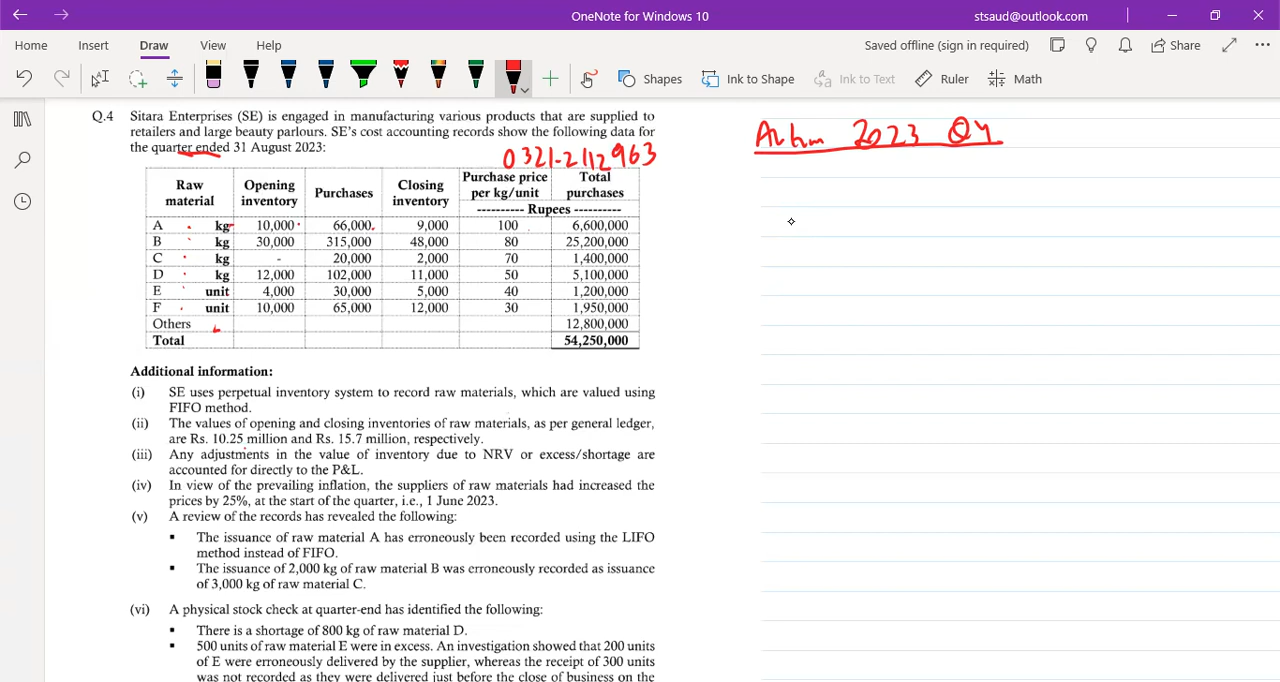 OneNote for Windows 10
stsaud@outlook.com
Home Insert Draw View Help
Saved offline (sign in required)
Share
Shapes
Ink to Shape
Ink to Text
Ruler
Math
Q.4 Sitara Enterprises (SE) is engaged in manufacturing various products that are supplied to
retailers and large beauty parlours. SE's cost accounting records show the following data for
the quarter ended 31 August 2023:
0321-2112963
Raw material Opening inventory Purchases Closing inventory Purchase price per kg/unit Total purchases
---------- Rupees ----------
A kg 10,000 66,000 9,000 100 6,600,000
B kg 30,000 315,000 48,000 80 25,200,000
C kg - 20,000 2,000 70 1,400,000
D kg 12,000 102,000 11,000 50 5,100,000
E unit 4,000 30,000 5,000 40 1,200,000
F unit 10,000 65,000 12,000 30 1,950,000
Others 12,800,000
Total 54,250,000
Additional information:
(i) SE uses perpetual inventory system to record raw materials, which are valued using
FIFO method.
(ii) The values of opening and closing inventories of raw materials, as per general ledger,
are Rs. 10.25 million and Rs. 15.7 million, respectively.
(iii) Any adjustments in the value of inventory due to NRV or excess/shortage are
accounted for directly to the P&L.
(iv) In view of the prevailing inflation, the suppliers of raw materials had increased the
prices by 25%, at the start of the quarter, i.e., 1 June 2023.
(v) A review of the records has revealed the following:
▪ The issuance of raw material A has erroneously been recorded using the LIFO
method instead of FIFO.
▪ The issuance of 2,000 kg of raw material B was erroneously recorded as issuance
of 3,000 kg of raw material C.
(vi) A physical stock check at quarter-end has identified the following:
▪ There is a shortage of 800 kg of raw material D.
▪ 500 units of raw material E were in excess. An investigation showed that 200 units
of E were erroneously delivered by the supplier, whereas the receipt of 300 units
was not recorded as they were delivered just before the close of business on the
2023 Q4